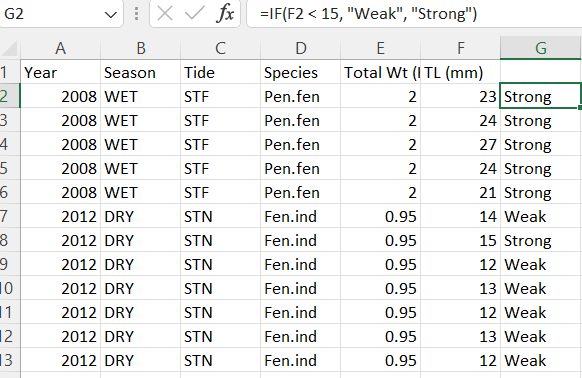 G2 fx =IF(F2 < 15, "Weak", "Strong")
A B C D E F G
1 Year Season Tide Species Total Wt ( TL (mm)
2 2008 WET STF Pen.fen 2 23 Strong
3 2008 WET STF Pen.fen 2 24 Strong
4 2008 WET STF Pen.fen 2 27 Strong
5 2008 WET STF Pen.fen 2 24 Strong
6 2008 WET STF Pen.fen 2 21 Strong
7 2012 DRY STN Fen.ind 0.95 14 Weak
8 2012 DRY STN Fen.ind 0.95 15 Strong
9 2012 DRY STN Fen.ind 0.95 12 Weak
0 2012 DRY STN Fen.ind 0.95 13 Weak
1 2012 DRY STN Fen.ind 0.95 12 Weak
2 2012 DRY STN Fen.ind 0.95 13 Weak
3 2012 DRY STN Fen.ind 0.95 12 Weak